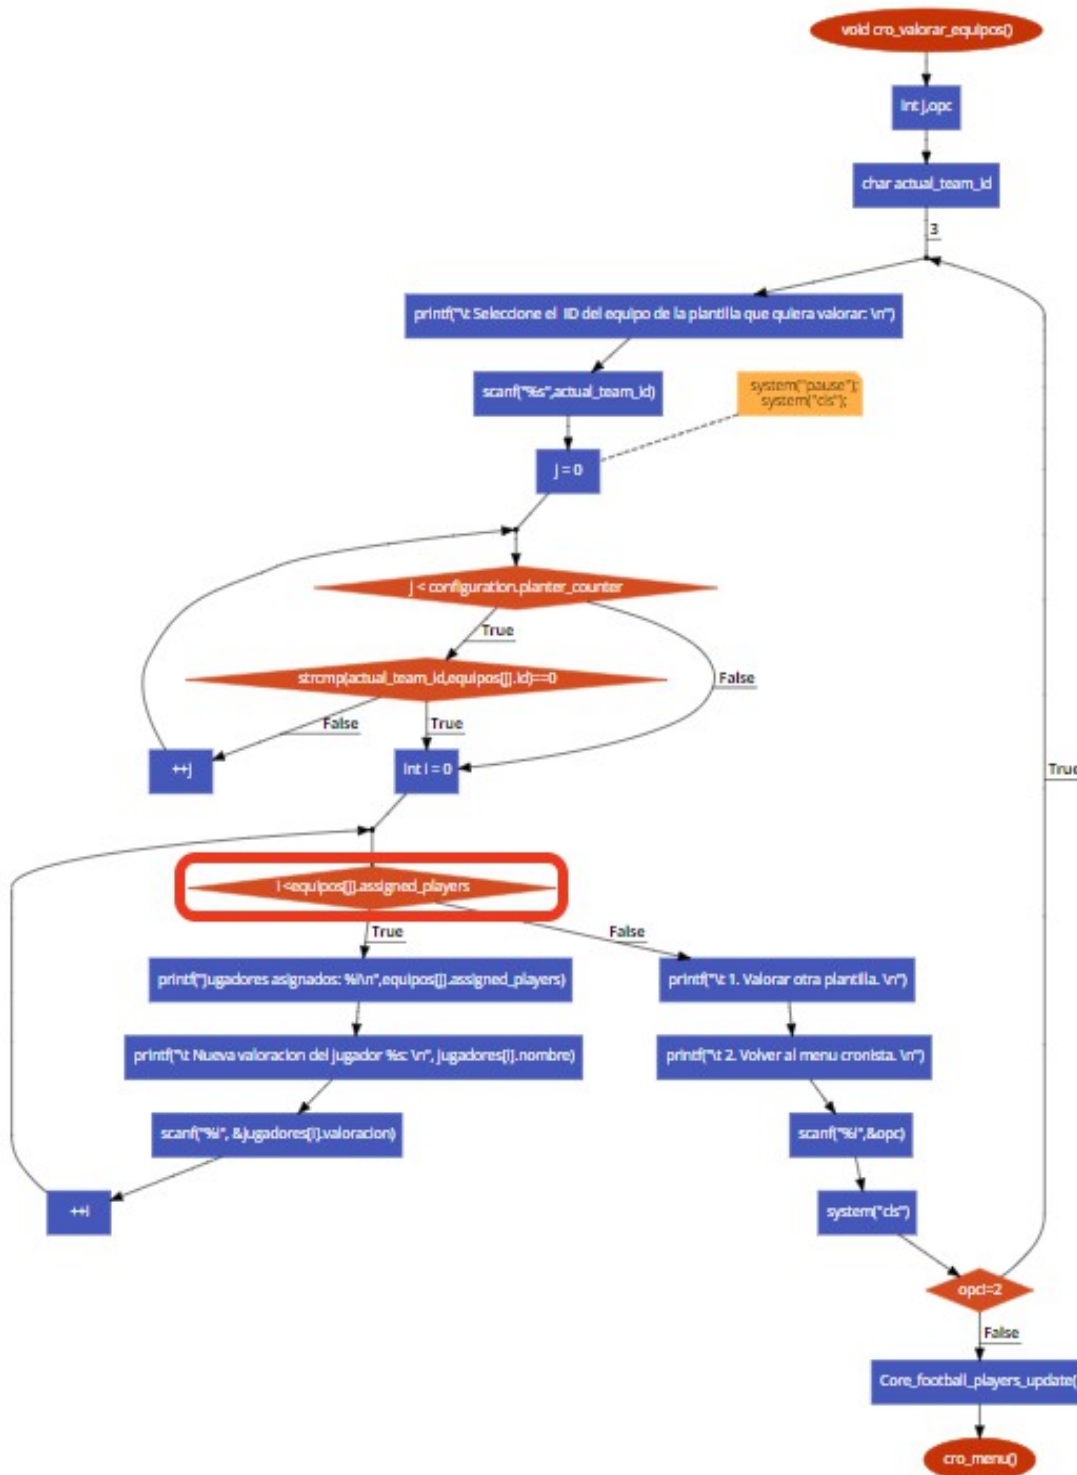 void cro_valorar_equipos()
int j,opc
char actual_team_id
3
printf("\t Seleccione el  ID del equipo de la plantilla que quiera valorar: \n")
scanf("%s",actual_team_id)
system("pause");
system("cls");
j = 0
j < configuration.planter_counter
True
strcmp(actual_team_id,equipos[j].id)==0
False
False
True
++j
int i = 0
True
i <equipos[j].assigned_players
True
False
printf("Jugadores asignados: %i\n",equipos[j].assigned_players)
printf("\t 1. Valorar otra plantilla. \n")
printf("\t Nueva valoracion del jugador %s: \n", jugadores[i].nombre)
printf("\t 2. Volver al menu cronista. \n")
scanf("%i", &jugadores[i].valoracion)
scanf("%i",&opc)
++i
system("cls")
opc!=2
False
Core_football_players_update(
cro_menu()